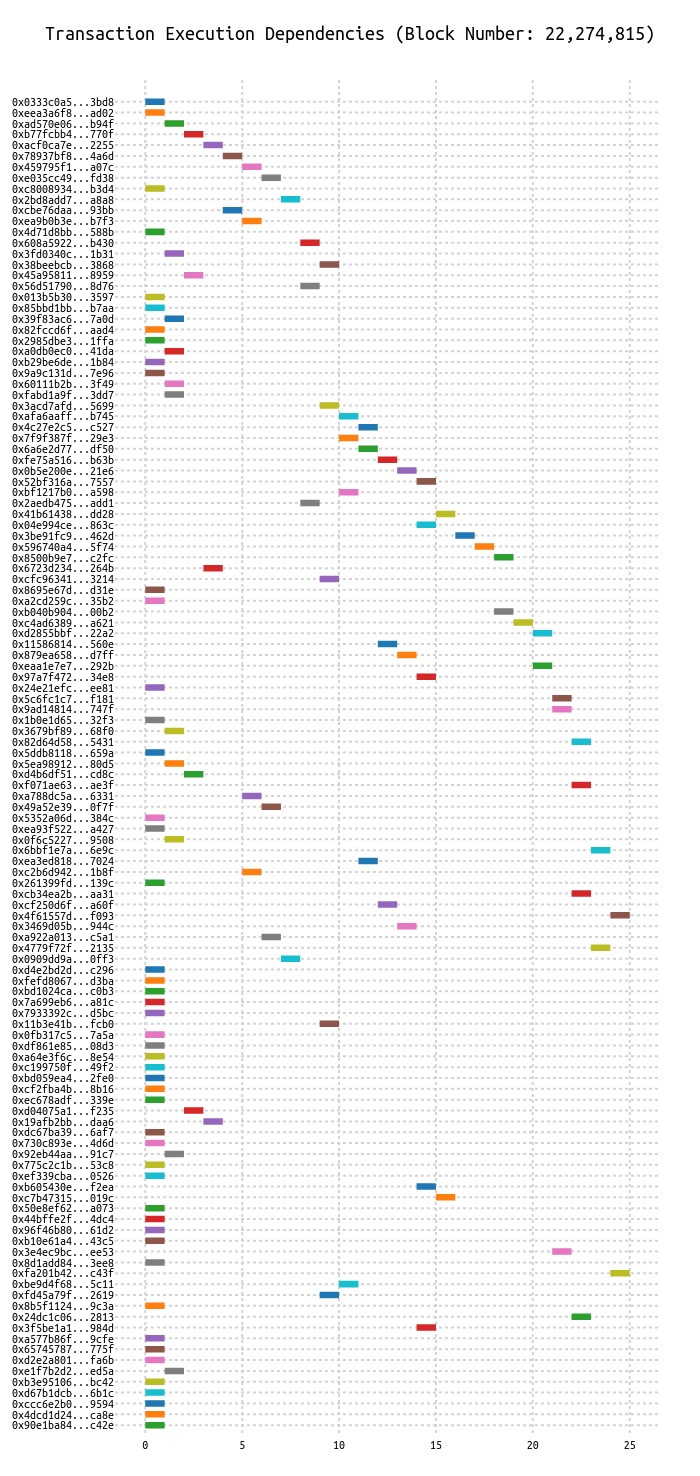 Transaction Execution Dependencies (Block Number: 22,274,815)
0x0333c0a5...3bd8
0xeea3a6f8...ad02
0xad570e06...b94f
0xb77fcbb4...770f
0xacf0ca7e...2255
0x78937bf8...4a6d
0x459795f1...a07c
0xe035cc49...fd38
0xc8008934...b3d4
0x2bd8add7...a8a8
0xcbe76daa...93bb
0xea9b0b3e...b7f3
0x4d71d8bb...588b
0x608a5922...b430
0x3fd0340c...1b31
0x38beebcb...3868
0x45a95811...8959
0x56d51790...8d76
0x013b5b30...3597
0x85bbd1bb...b7aa
0x39f83ac6...7a0d
0x82fccd6f...aad4
0x2985dbe3...1ffa
0xa0db0ec0...41da
0xb29be6de...1b84
0x9a9c131d...7e96
0x60111b2b...3f49
0xfabd1a9f...3dd7
0x3acd7afd...5699
0xafa6aaff...b745
0x4c27e2c5...c527
0x7f9f387f...29e3
0x6a6e2d77...df50
0xfe75a516...b63b
0x0b5e200e...21e6
0x52bf316a...7557
0xbf1217b0...a598
0x2aedb475...add1
0x41b61438...dd28
0x04e994ce...863c
0x3be91fc9...462d
0x596740a4...5f74
0x8500b9e7...c2fc
0x6723d234...264b
0xcfc96341...3214
0x8695e67d...d31e
0xa2cd259c...35b2
0xb040b904...00b2
0xc4ad6389...a621
0xd2855bbf...22a2
0x11586814...560e
0x879ea658...d7ff
0xeaa1e7e7...292b
0x97a7f472...34e8
0x24e21efc...ee81
0x5c6fc1c7...f181
0x9ad14814...747f
0x1b0e1d65...32f3
0x3679bf89...68f0
0x82d64d58...5431
0x5ddb8118...659a
0x5ea98912...80d5
0xd4b6df51...cd8c
0xf071ae63...ae3f
0xa788dc5a...6331
0x49a52e39...0f7f
0x5352a06d...384c
0xea93f522...a427
0x0f6c5227...9508
0x6bbf1e7a...6e9c
0xea3ed818...7024
0xc2b6d942...1b8f
0x261399fd...139c
0xcb34ea2b...aa31
0xcf250d6f...a60f
0x4f61557d...f093
0x3469d05b...944c
0xa922a013...c5a1
0x4779f72f...2135
0x0909dd9a...0ff3
0xd4e2bd2d...c296
0xfefd8067...d3ba
0xbd1024ca...c0b3
0x7a699eb6...a81c
0x7933392c...d5bc
0x11b3e41b...fcb0
0x0fb317c5...7a5a
0xdf861e85...08d3
0xa64e3f6c...8e54
0xc199750f...49f2
0xbd059ea4...2fe0
0xcf2fba4b...8b16
0xec678adf...339e
0xd04075a1...f235
0x19afb2bb...daa6
0xdc67ba39...6af7
0x730c893e...4d6d
0x92eb44aa...91c7
0x775c2c1b...53c8
0xef339cba...0526
0xb605430e...f2ea
0xc7b47315...019c
0x50e8ef62...a073
0x44bffe2f...4dc4
0x96f46b80...61d2
0xb10e61a4...43c5
0x3e4ec9bc...ee53
0x8d1add84...3ee8
0xfa201b42...c43f
0xbe9d4f68...5c11
0xfd45a79f...2619
0x8b5f1124...9c3a
0x24dc1c06...2813
0x3f5be1a1...984d
0xa577b86f...9cfe
0x65745787...775f
0xd2e2a801...fa6b
0xe1f7b2d2...ed5a
0xb3e95106...bc42
0xd67b1dcb...6b1c
0xccc6e2b0...9594
0x4dcd1d24...ca8e
0x90e1ba84...c42e
0 5 10 15 20 25